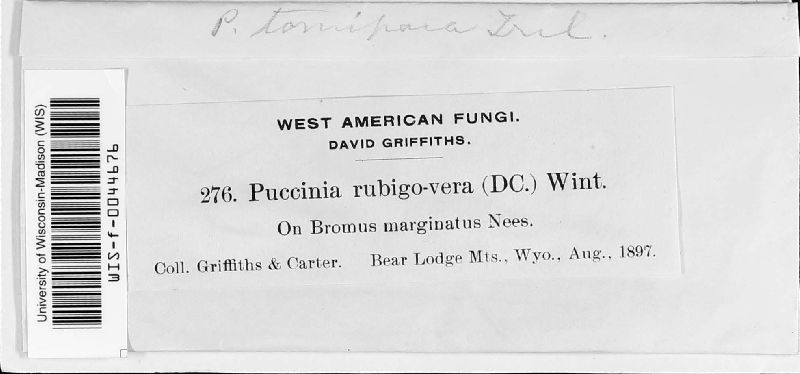 P. tomipara Trel.
WEST AMERICAN FUNGI.
DAVID GRIFFITHS.
276. Puccinia rubigo-vera (DC.) Wint.
On Bromus marginatus Nees.
Coll. Griffiths & Carter. Bear Lodge Mts., Wyo., Aug., 1897.
University of Wisconsin-Madison (WIS)
WIS-f-0044676